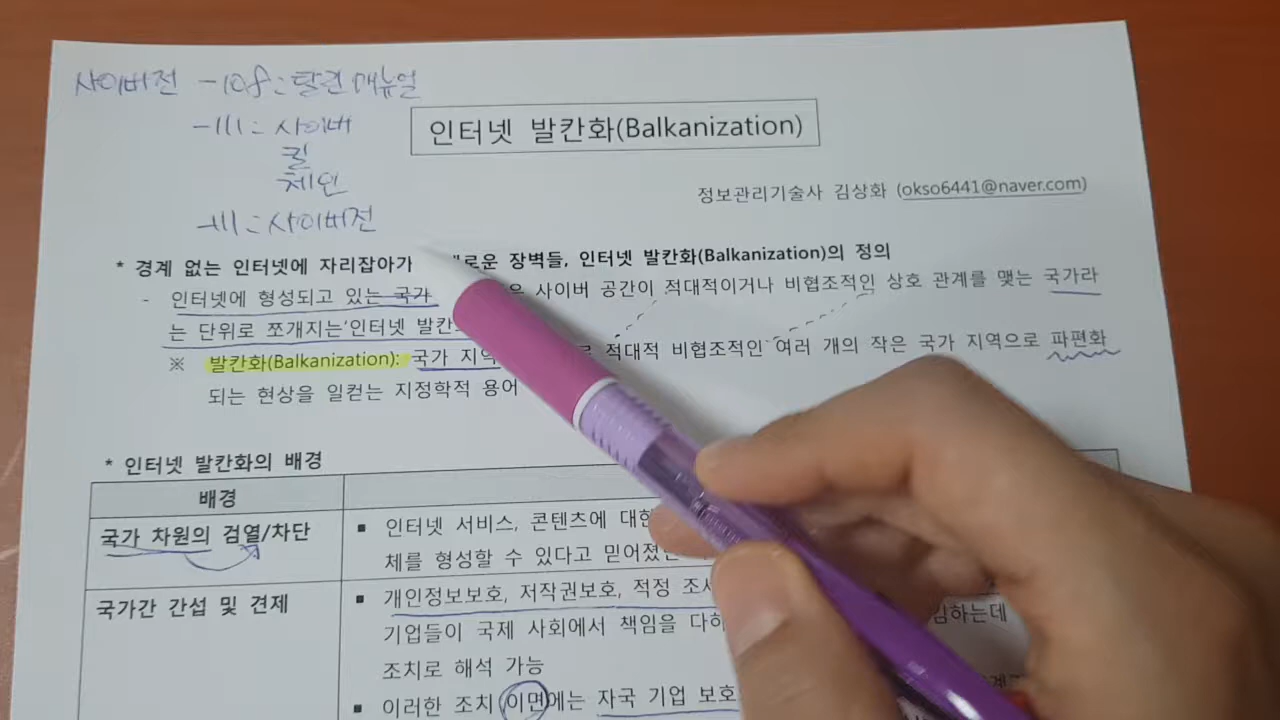 사이버전 -108 : 탈린 매뉴얼
-111 : 사이버
킬
체인
-111 : 사이버전
인터넷 발칸화(Balkanization)
정보관리기술사 김상화 (okso6441@naver.com)
* 경계 없는 인터넷에 자리잡아가 로운 장벽들, 인터넷 발칸화(Balkanization)의 정의
- 인터넷에 형성되고 있는 국가 사이버 공간이 적대적이거나 비협조적인 상호 관계를 맺는 국가라
는 단위로 쪼개지는 '인터넷 발칸
※ 발칸화(Balkanization): 국가 지역 적대적 비협조적인 여러 개의 작은 국가 지역으로 파편화
되는 현상을 일컫는 지정학적 용어
* 인터넷 발칸화의 배경
배경
국가 차원의 검열/차단
▪ 인터넷 서비스, 콘텐츠에 대한
체를 형성할 수 있다고 믿어졌
국가간 간섭 및 견제
▪ 개인정보보호, 저작권보호, 적정 조
기업들이 국제 사회에서 책임을 다하 임하는데
조치로 해석 가능
▪ 이러한 조치 이면에는 자국 기업 보호